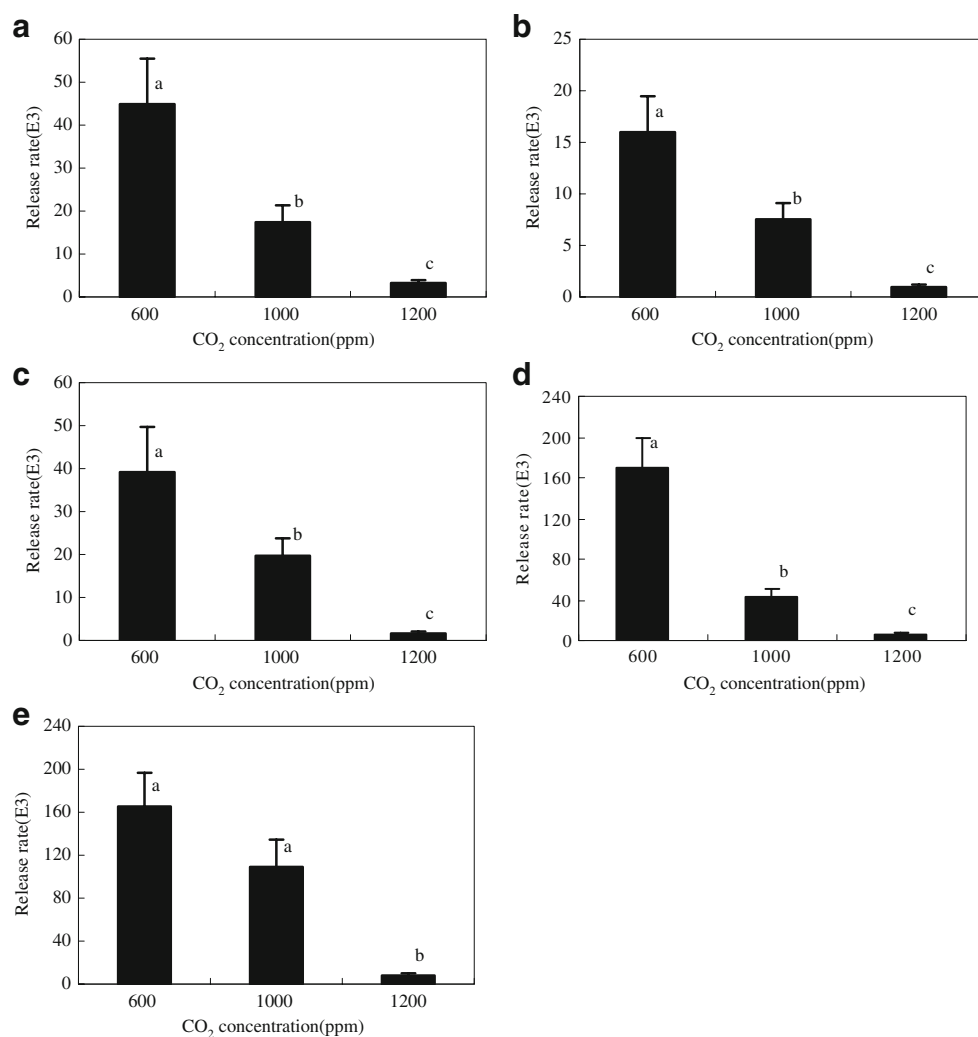 a
60
50
40
30
20
10
0
Release rate(E3)
a
b
c
600 1000 1200
CO₂ concentration(ppm)
b
25
20
15
10
5
0
Release rate(E3)
a
b
c
600 1000 1200
CO₂ concentration(ppm)
c
60
50
40
30
20
10
0
Release rate(E3)
a
b
c
600 1000 1200
CO₂ concentration(ppm)
d
240
200
160
120
80
40
0
Release rate(E3)
a
b
c
600 1000 1200
CO₂ concentration(ppm)
e
240
200
160
120
80
40
0
Release rate(E3)
a
a
b
600 1000 1200
CO₂ concentration(ppm)